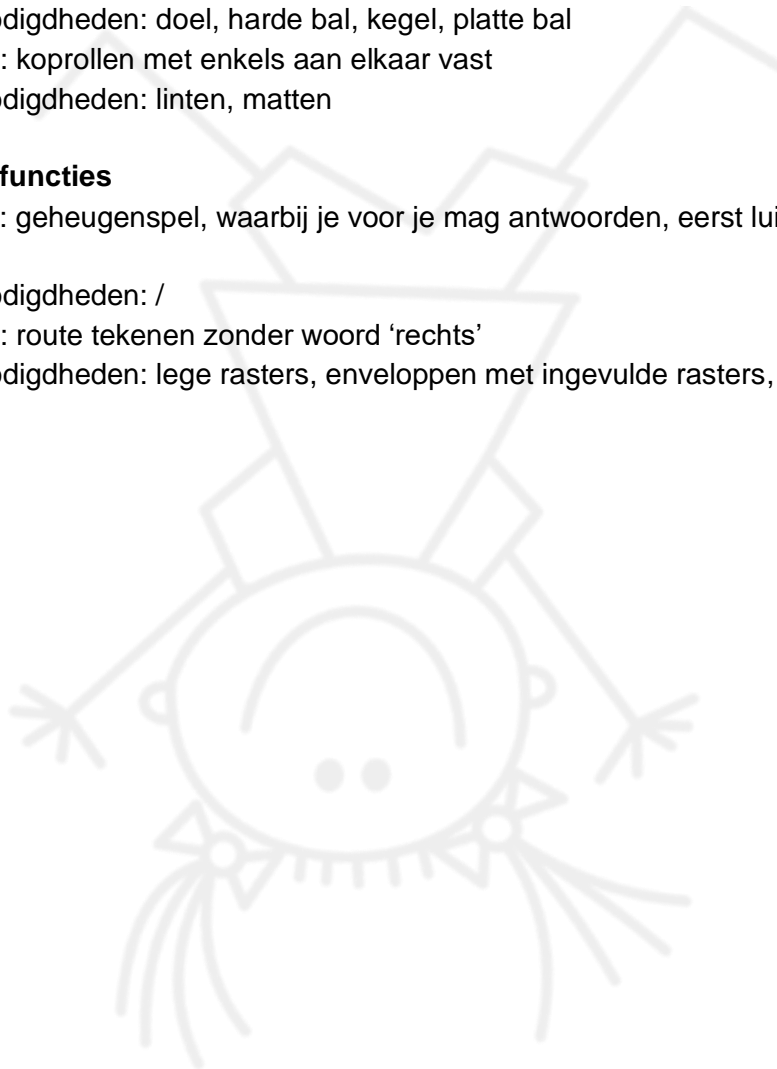 odigdheden: doel, harde bal, kegel, platte bal
: koprollen met enkels aan elkaar vast
odigdheden: linten, matten
functies
: geheugenspel, waarbij je voor je mag antwoorden, eerst lui
odigdheden: /
: route tekenen zonder woord ‘rechts’
odigdheden: lege rasters, enveloppen met ingevulde rasters,